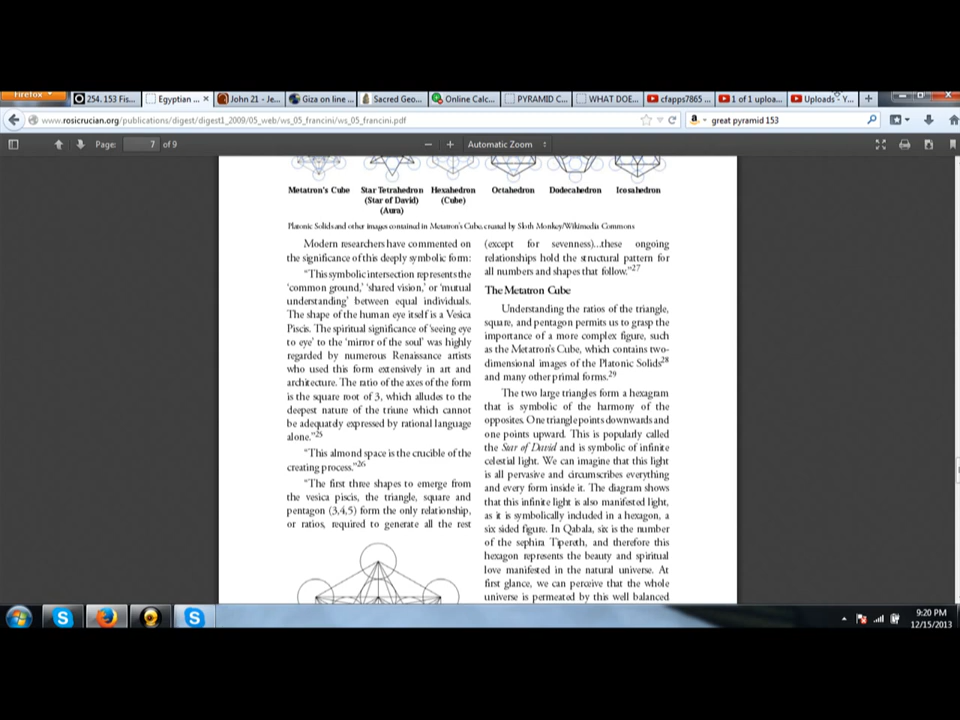 Firefox
254. 153 Fis...
Egyptian ...
John 21 - Je...
Giza on line ...
Sacred Geo...
Online Calc...
PYRAMID C...
WHAT DOE...
cfapps7865 ...
1 of 1 uploa...
Uploads - Y...
www.rosicrucian.org/publications/digest/digest1_2009/05_web/ws_05_francini/ws_05_francini.pdf
great pyramid 153
Page: 7 of 9
Automatic Zoom
Metatron's Cube
Star Tetrahedron
(Star of David)
(Aura)
Hexahedron
(Cube)
Octahedron
Dodecahedron
Icosahedron
Platonic Solids and other images contained in Metatron's Cube, created by Sloth Monkey/Wikimedia Commons
Modern researchers have commented on
the significance of this deeply symbolic form:
"This symbolic intersection represents the
'common ground,' 'shared vision,' or 'mutual
understanding' between equal individuals.
The shape of the human eye itself is a Vesica
Piscis. The spiritual significance of 'seeing eye
to eye' to the 'mirror of the soul' was highly
regarded by numerous Renaissance artists
who used this form extensively in art and
architecture. The ratio of the axes of the form
is the square root of 3, which alludes to the
deepest nature of the triune which cannot
be adequately expressed by rational language
alone."25
"This almond space is the crucible of the
creating process."26
"The first three shapes to emerge from
the vesica piscis, the triangle, square and
pentagon (3,4,5) form the only relationship,
or ratios, required to generate all the rest
(except for sevenness)...these ongoing
relationships hold the structural pattern for
all numbers and shapes that follow."27
The Metatron Cube
Understanding the ratios of the triangle,
square, and pentagon permits us to grasp the
importance of a more complex figure, such
as the Metatron's Cube, which contains two-
dimensional images of the Platonic Solids28
and many other primal forms.29
The two large triangles form a hexagram
that is symbolic of the harmony of the
opposites. One triangle points downwards and
one points upward. This is popularly called
the Star of David and is symbolic of infinite
celestial light. We can imagine that this light
is all pervasive and circumscribes everything
and every form inside it. The diagram shows
that this infinite light is also manifested light,
as it is symbolically included in a hexagon, a
six sided figure. In Qabala, six is the number
of the sephira Tipereth, and therefore this
hexagon represents the beauty and spiritual
love manifested in the natural universe. At
first glance, we can perceive that the whole
universe is permeated by this well balanced
9:20 PM
12/15/2013